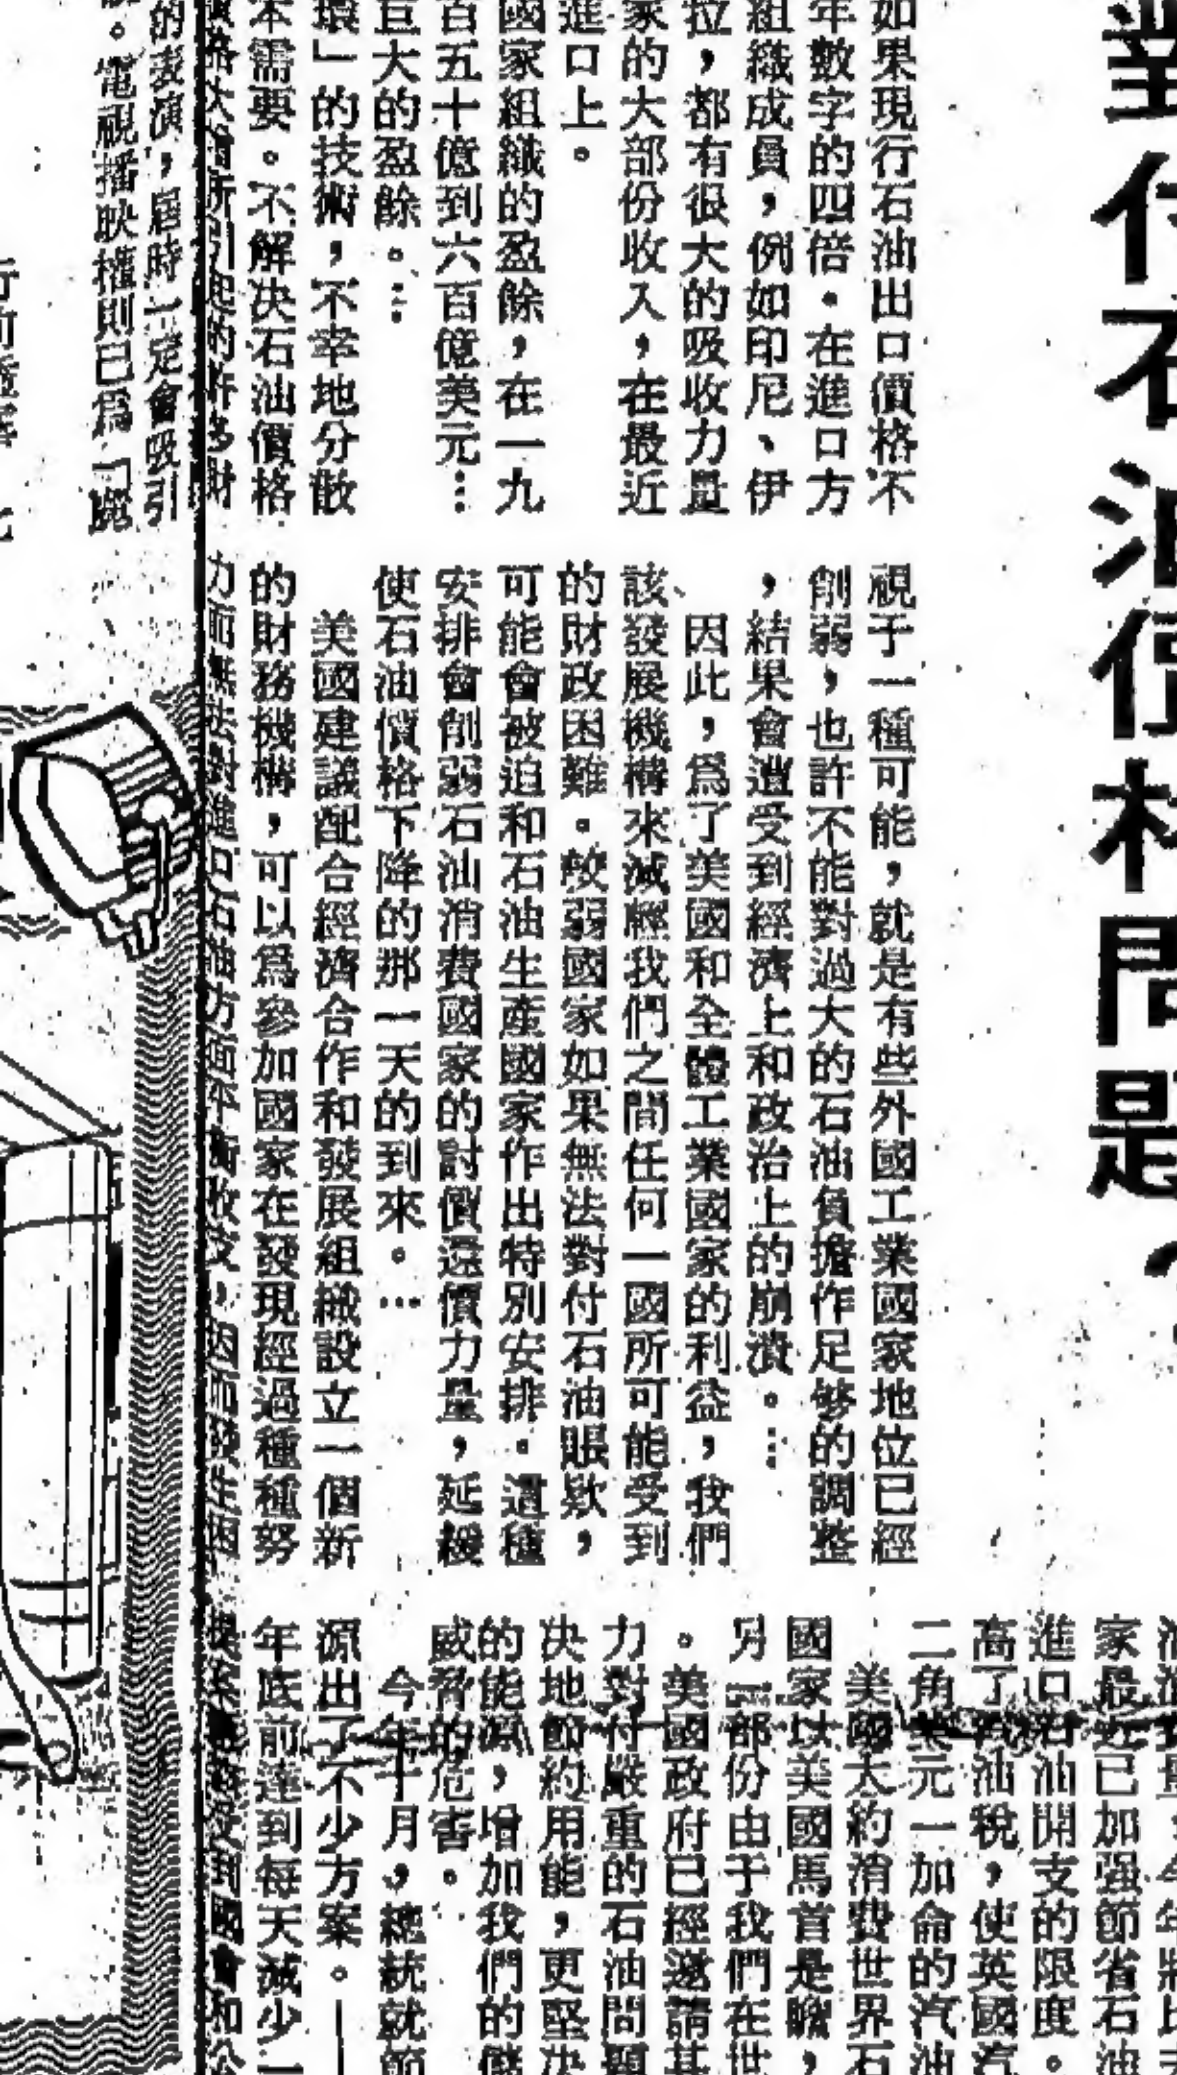 如果現行石油出口價格不
年數字的四倍。在進口方
組織成員，例如印尼、伊
拉，都有很大的吸收力量
家的大部份收入，在最近
進口上。
國家組織的盈餘，在一九
百五十億到六百億美元…
巨大的盈餘。…
環」的技術，不幸地分散
本需要。不解决石油價格
所引起的許多財
視于一種可能，就是有些外國工業國家地位已經
削弱，也許不能對過大的石油負擔作足够的調整
，結果會遭受到經濟上和政治上的崩潰。…
因此，爲了美國和全體工業國家的利益，我們
該發展機構來減輕我們之間任何一國所可能受到
的財政困難。較弱國家如果無法對付石油賬欵，
可能會被迫和石油生產國家作出特別安排。這種
安排會削弱石油消費國家的討價還價力量，延緩
使石油價格下降的那一天的到來。…
美國建議配合經濟合作和發展組織設立一個新
的財務機構，可以爲參加國家在發現經過種種努
力而無法對進口石油方面平衡收支，因而發生困
家最近已加强節省石油
進口石油開支的限度。
高了汽油稅，使英國汽
二角美元一加侖的汽油
美國大約消費世界石
國家以美國馬首是瞻，
另一部份由于我們在世
。美國政府已經邀請其
力對付嚴重的石油問題
决地節約用能，更堅决
的能源，增加我們的儲
威脅的危害。
今年十月，總統就節
源出了不少方案。—
年底前達到每天減少一
國會和
的表演，屆時一定會吸引
。電視播映權則已爲
對付石油行林問是？